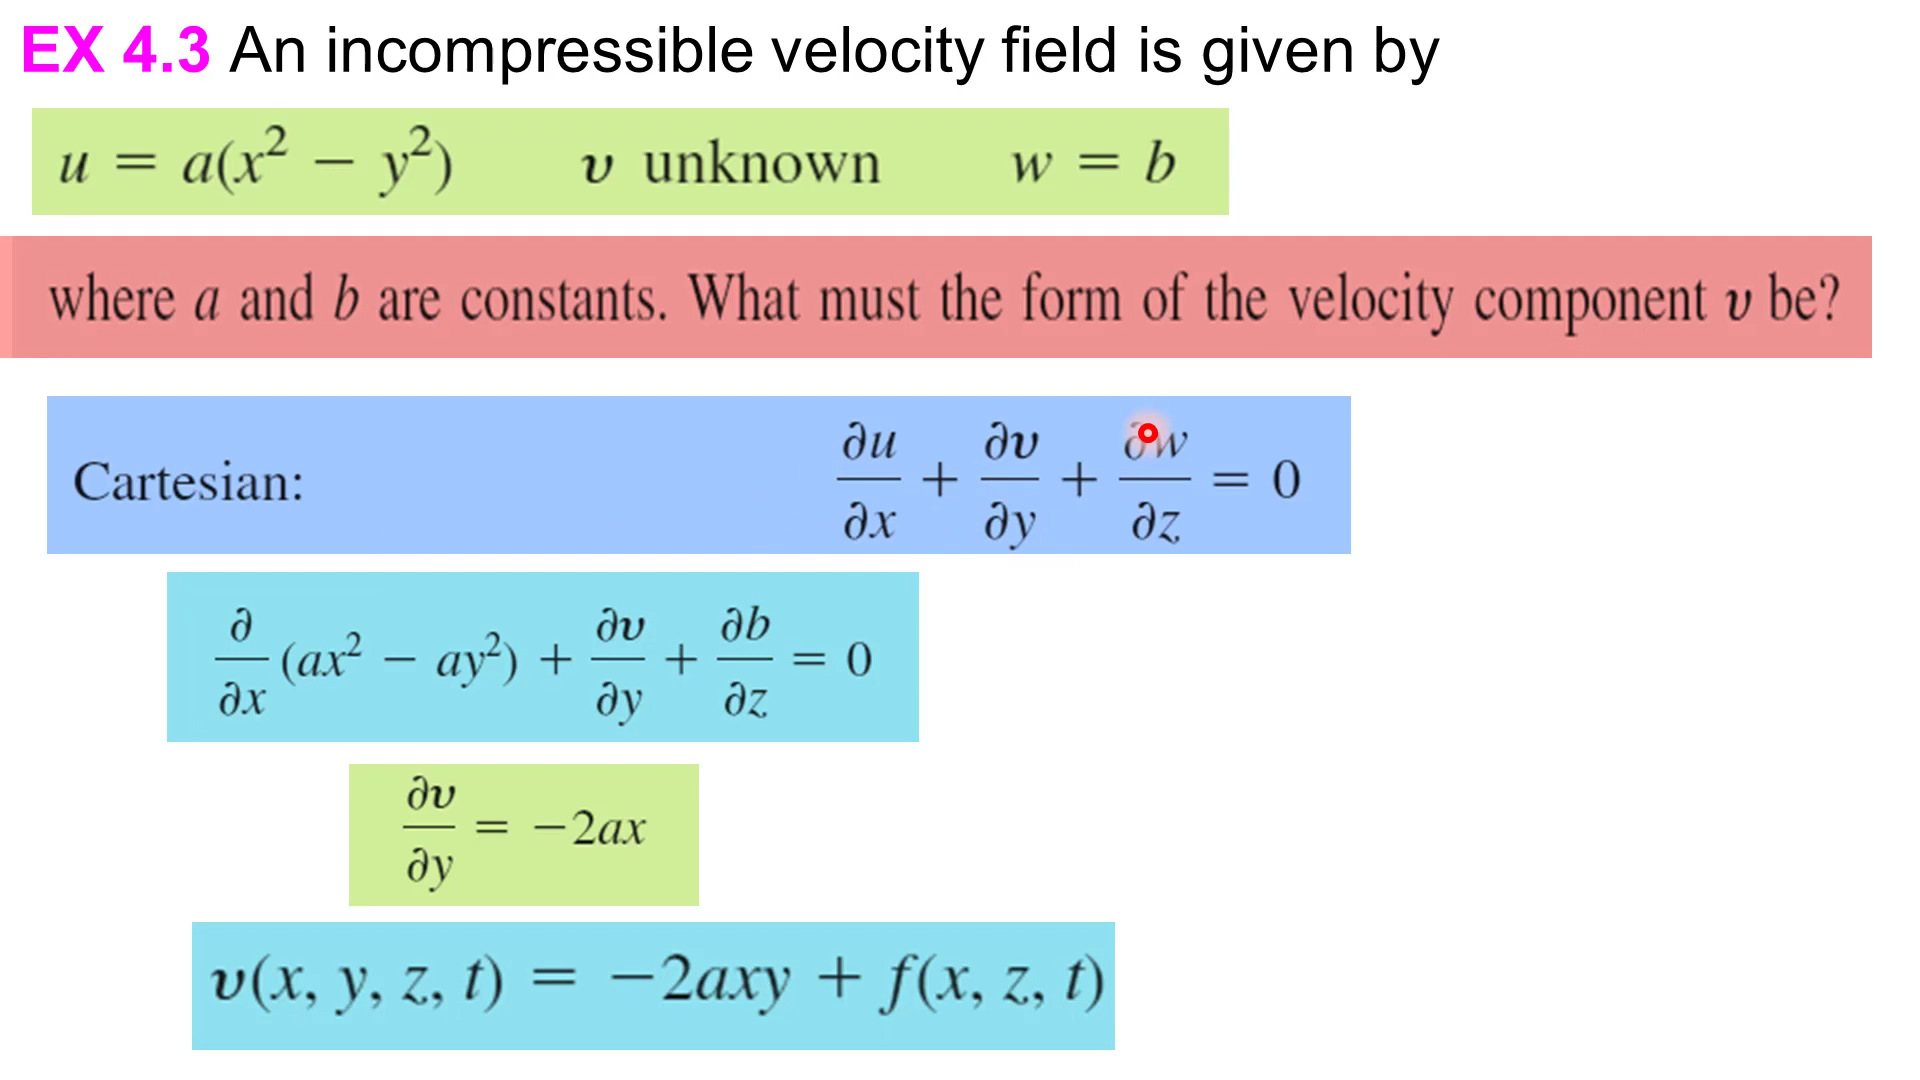 EX 4.3 An incompressible velocity field is given by
u = a(x² − y²) υ unknown w = b
where a and b are constants. What must the form of the velocity component υ be?
Cartesian: ∂u/∂x + ∂υ/∂y + ∂w/∂z = 0
∂/∂x (ax² − ay²) + ∂υ/∂y + ∂b/∂z = 0
∂υ/∂y = −2ax
υ(x, y, z, t) = −2axy + f(x, z, t)